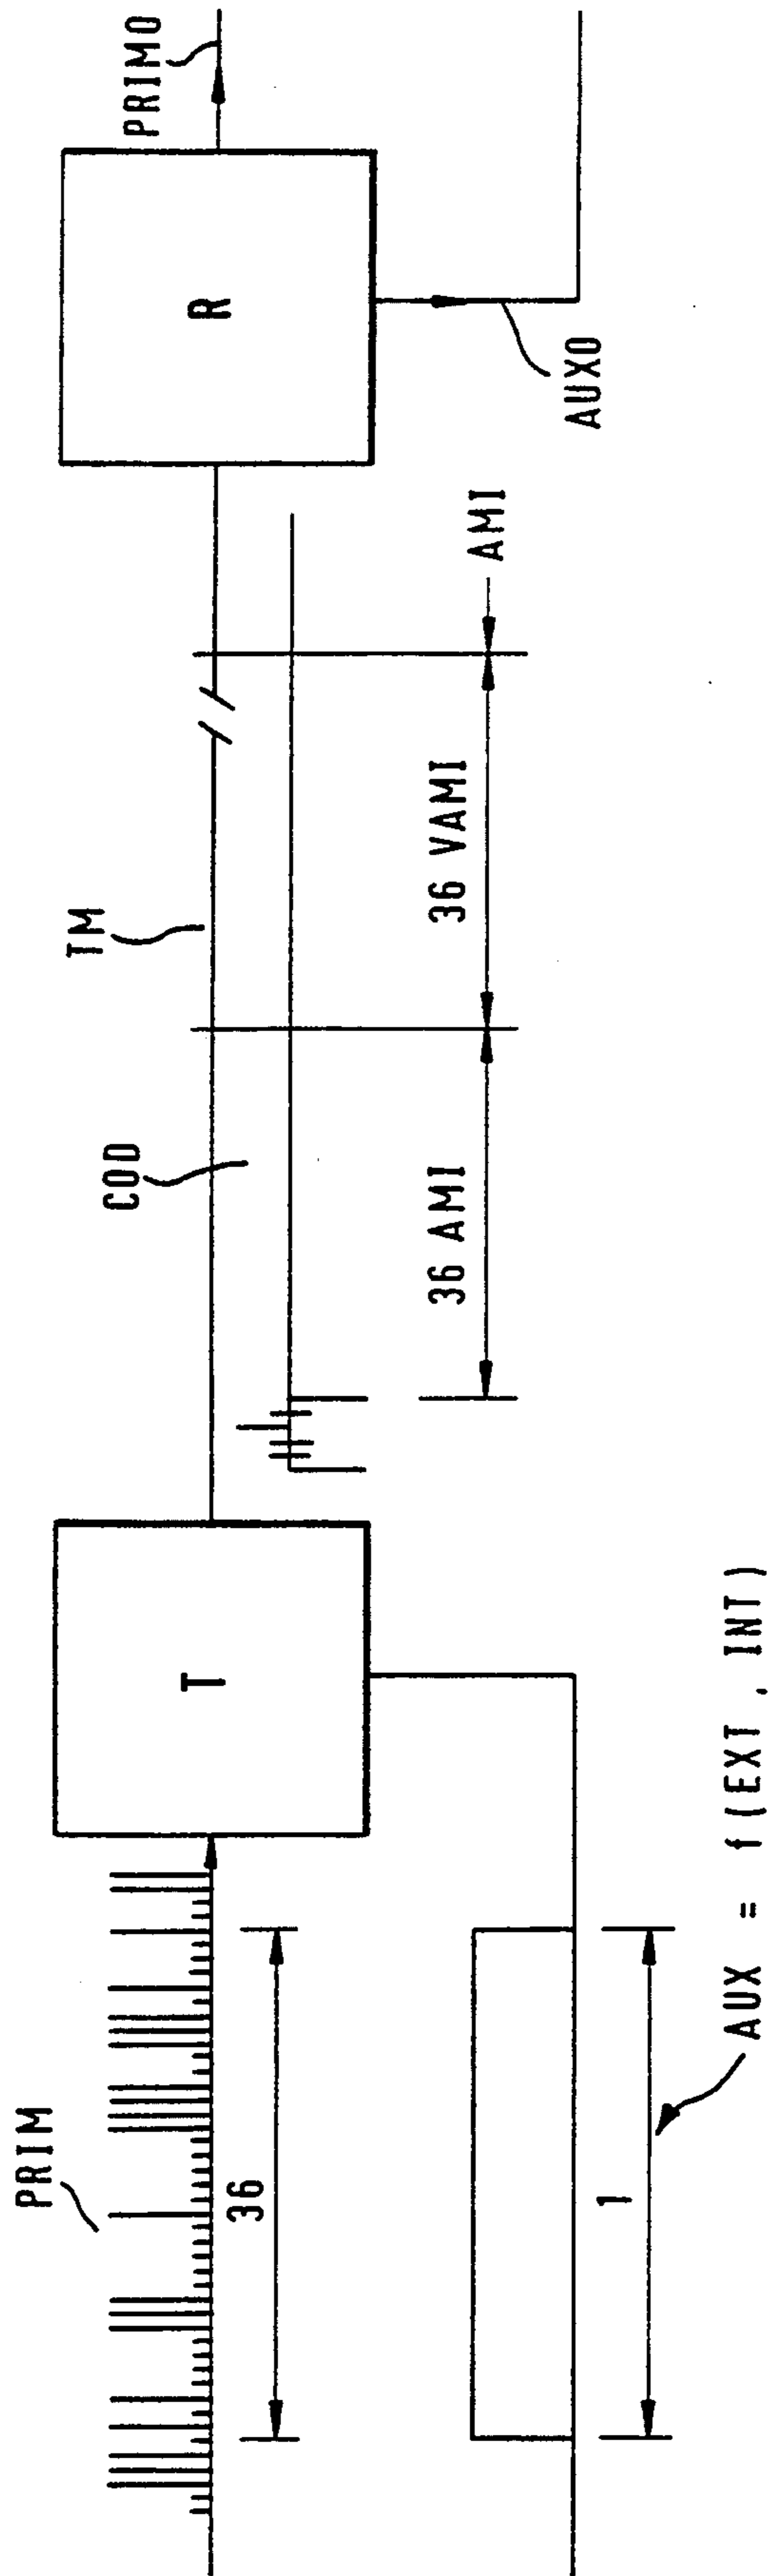 PRIM
36
1
AUX = f (EXT, INT)
T
COD
TM
36 AMI
36 VAMI
AMI
R
PRIMO
AUXO